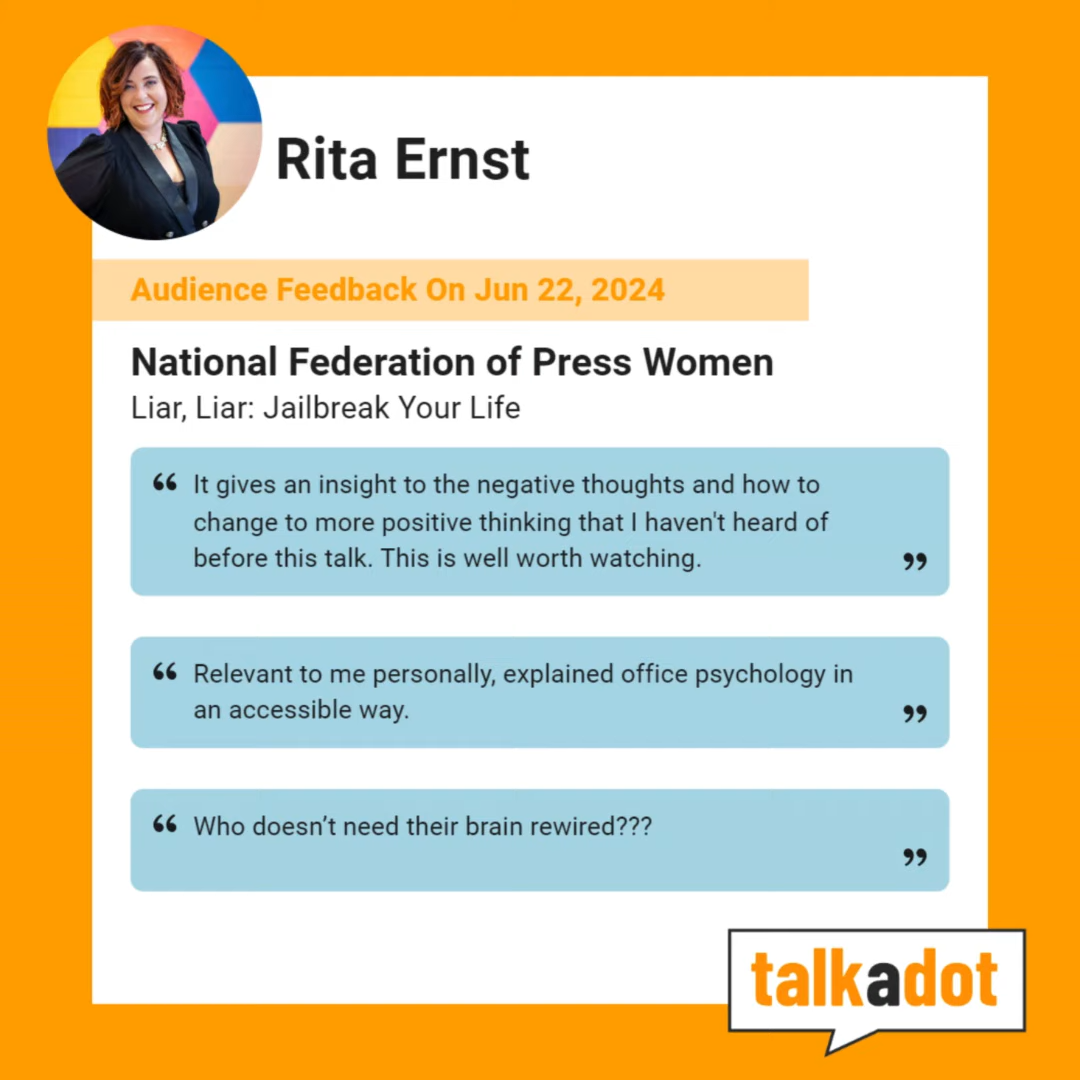 Rita Ernst
Audience Feedback On Jun 22, 2024
National Federation of Press Women
Liar, Liar: Jailbreak Your Life
“ It gives an insight to the negative thoughts and how to
change to more positive thinking that I haven't heard of
before this talk. This is well worth watching. ”
“ Relevant to me personally, explained office psychology in
an accessible way. ”
“ Who doesn’t need their brain rewired??? ”
talkadot